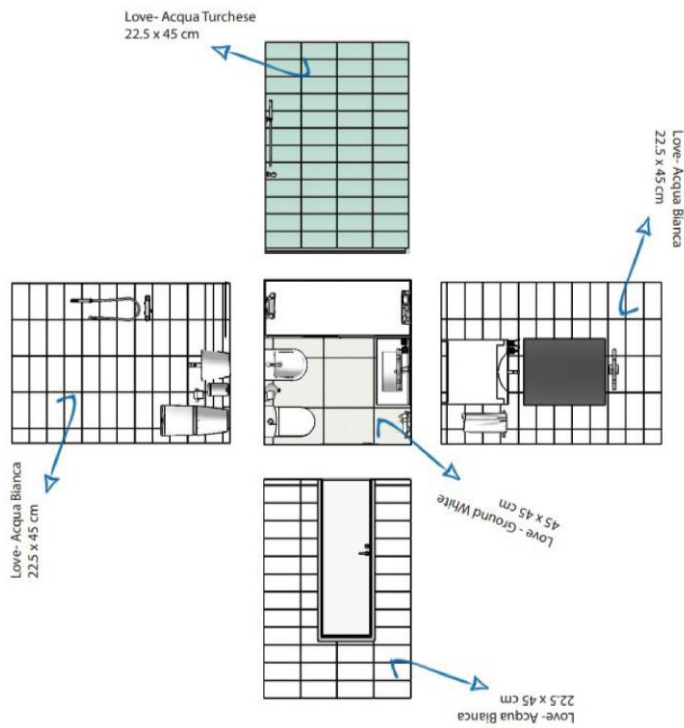 Love- Acqua Turchese
22.5 x 45 cm
Love- Acqua Bianca
22.5 x 45 cm
Love- Acqua Bianca
22.5 x 45 cm
Love - Ground White
45 x 45 cm
Love- Acqua Bianca
22.5 x 45 cm